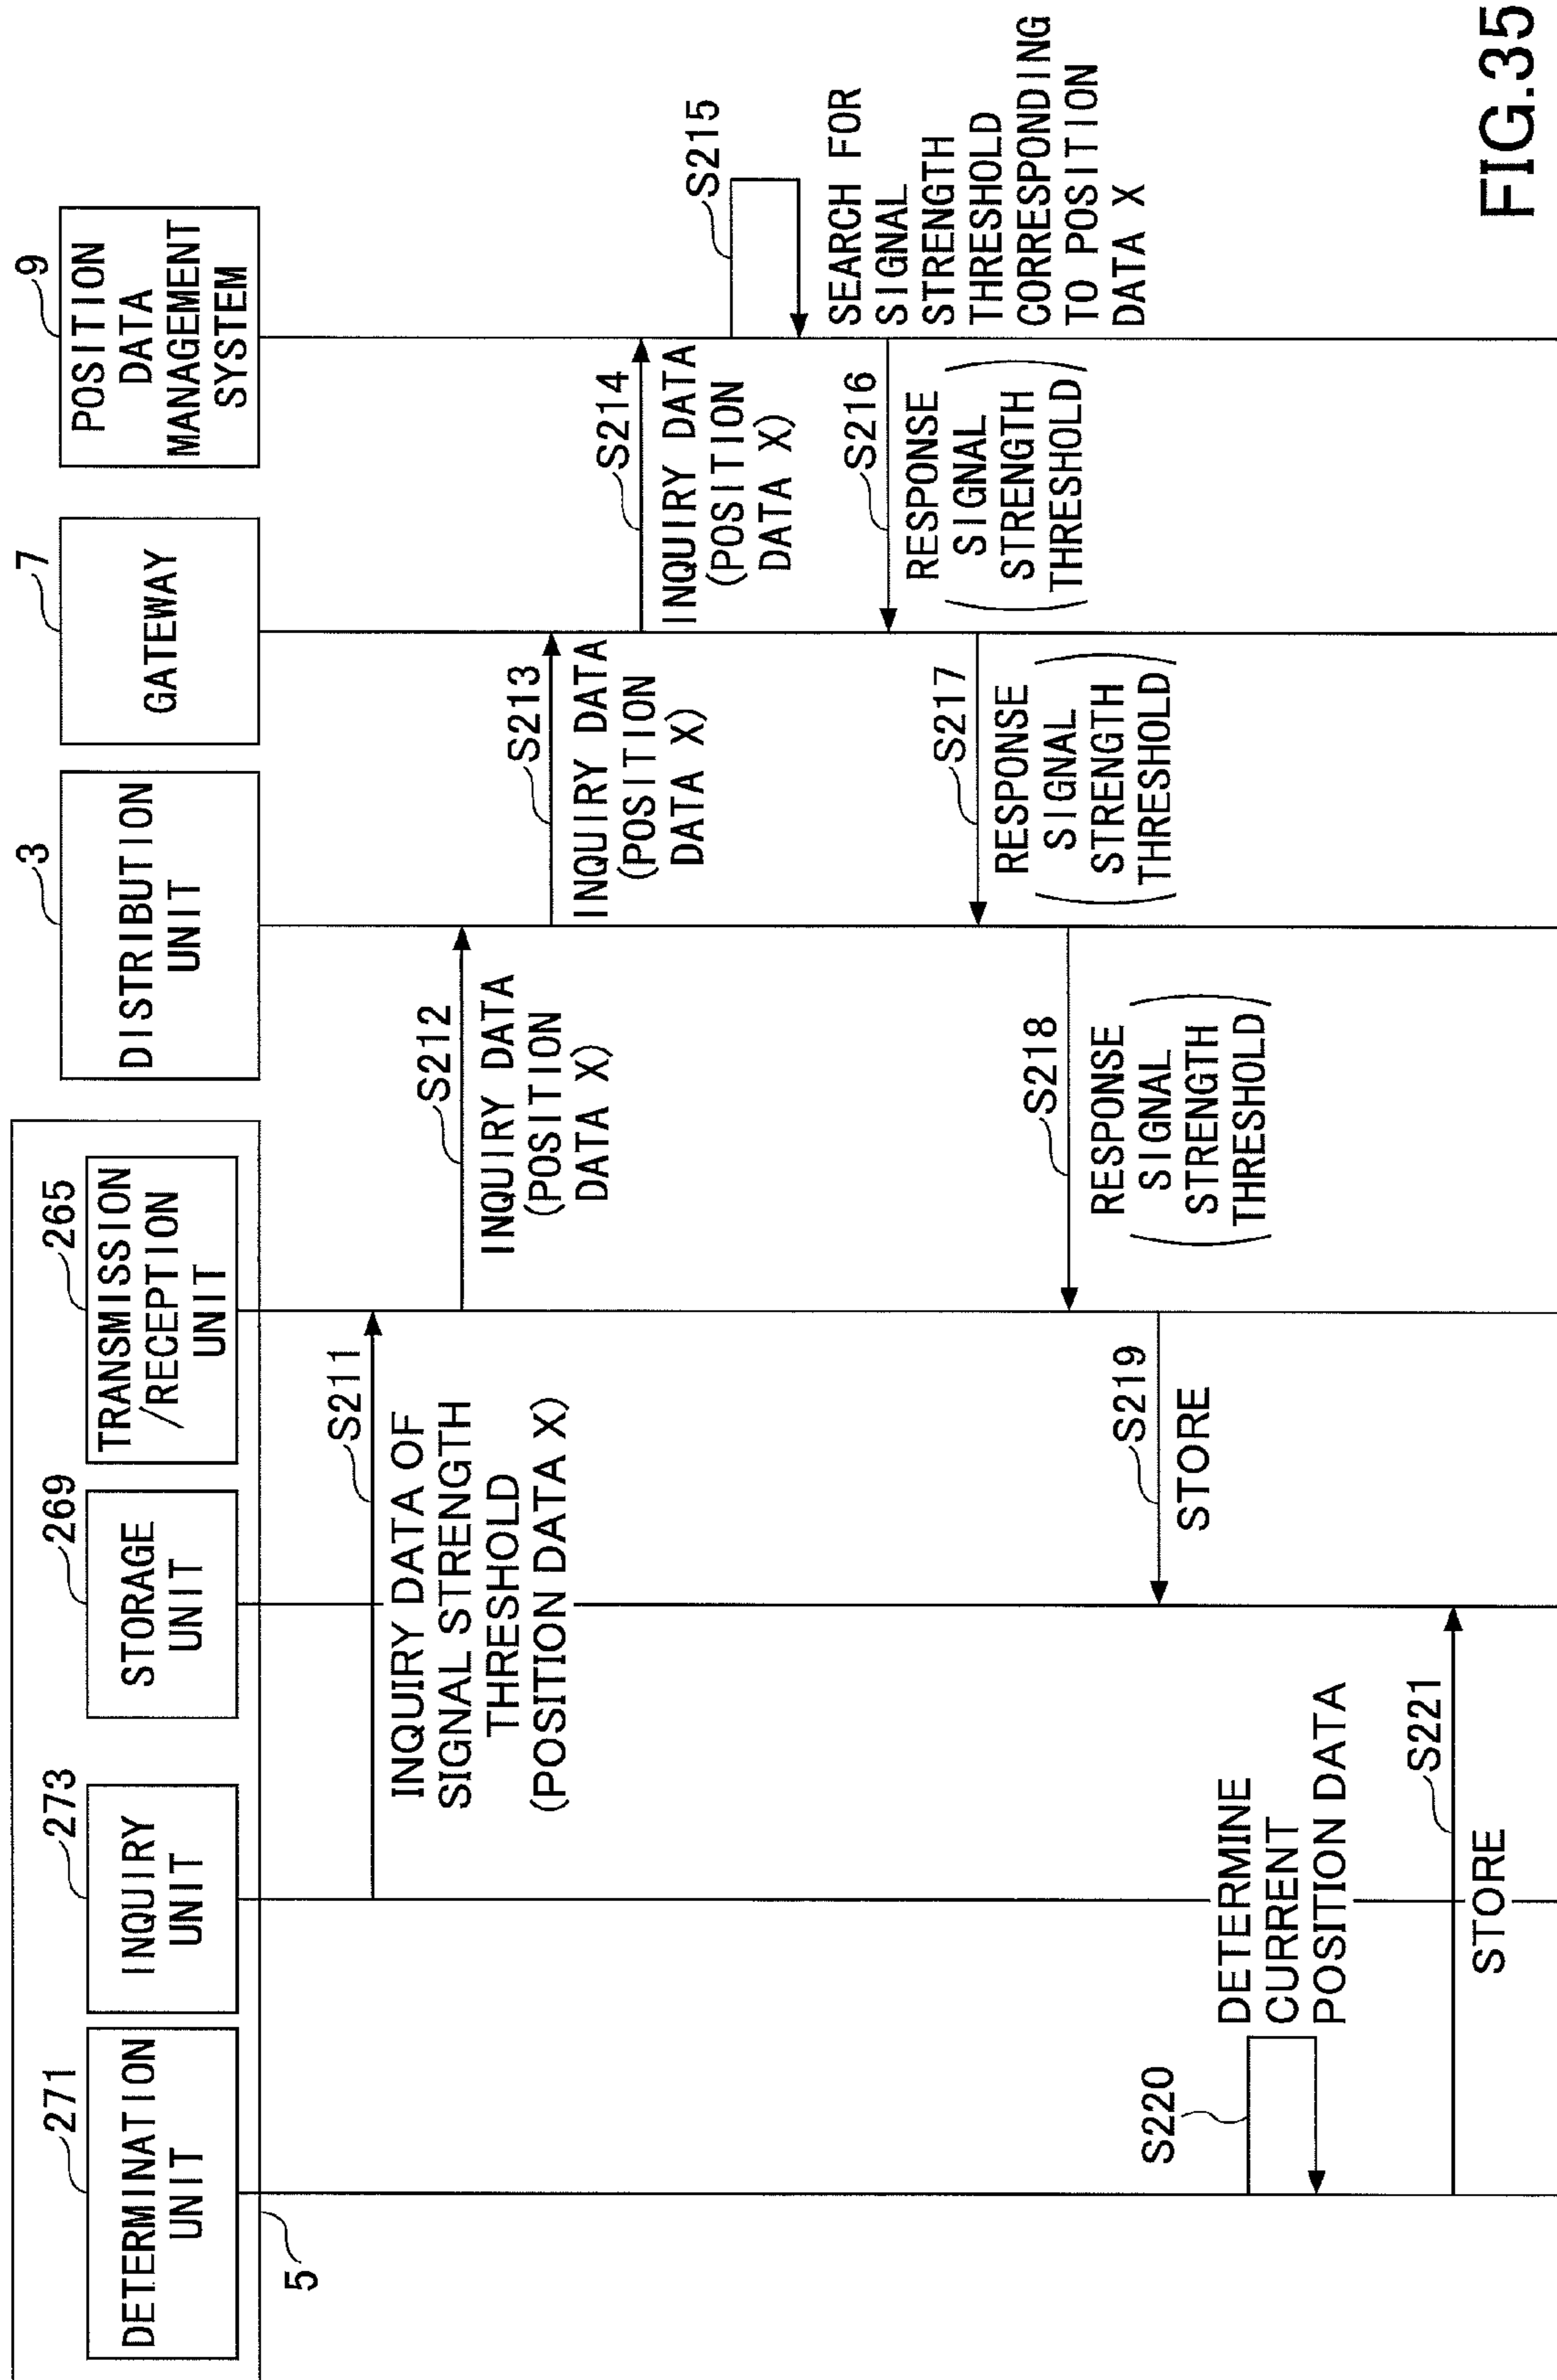 5
271
DETERMINATION
UNIT
273
INQUIRY
UNIT
269
STORAGE
UNIT
265
TRANSMISSION
/RECEPTION
UNIT
3
DISTRIBUTION
UNIT
7
GATEWAY
9
POSITION
DATA
MANAGEMENT
SYSTEM
S211
INQUIRY DATA OF
SIGNAL STRENGTH
THRESHOLD
(POSITION DATA X)
S212
INQUIRY DATA
(POSITION
DATA X)
S213
INQUIRY DATA
(POSITION
DATA X)
S214
INQUIRY DATA
(POSITION
DATA X)
S215
SEARCH FOR
SIGNAL
STRENGTH
THRESHOLD
CORRESPONDING
TO POSITION
DATA X
S216
RESPONSE
(SIGNAL
STRENGTH
THRESHOLD)
S217
RESPONSE
(SIGNAL
STRENGTH
THRESHOLD)
S218
RESPONSE
(SIGNAL
STRENGTH
THRESHOLD)
S219
STORE
S220
DETERMINE
CURRENT
POSITION DATA
S221
STORE
FIG.35